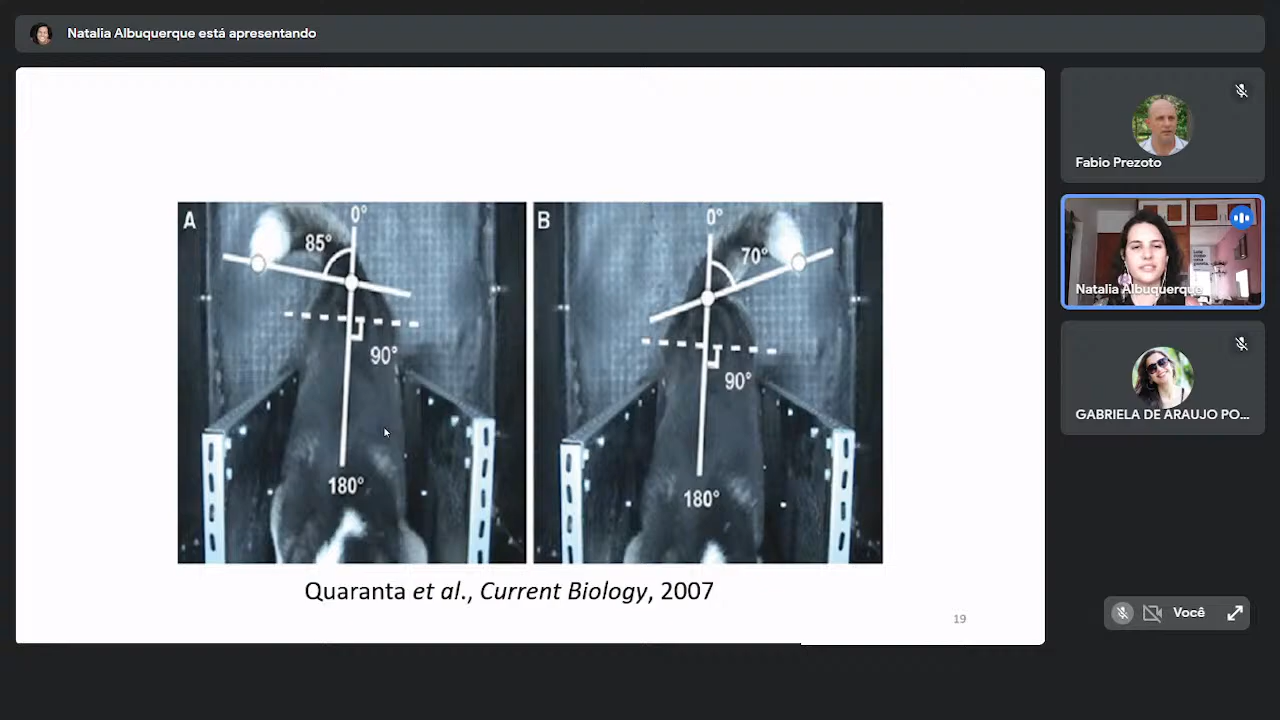 Natalia Albuquerque está apresentando
A
0°
85°
90°
180°
B
0°
70°
90°
180°
Quaranta et al., Current Biology, 2007
19
Fabio Prezoto
Natalia Albuquerque
GABRIELA DE ARAUJO PO...
Você